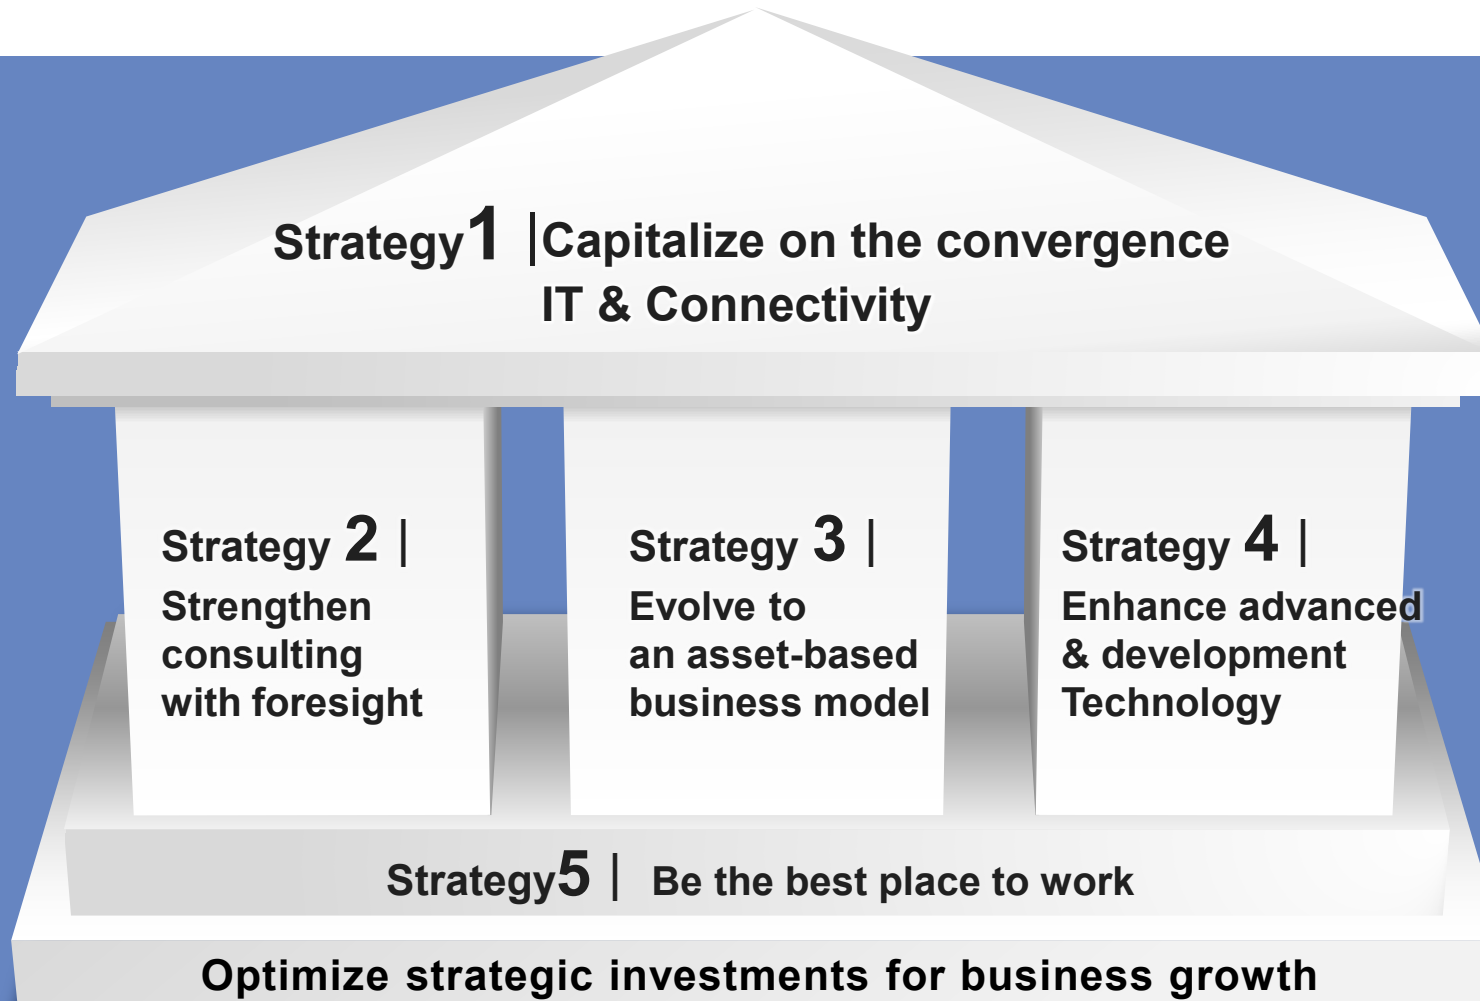 Strategy1 |Capitalize on the convergence
IT & Connectivity
Strategy 2 |
Strengthen
consulting
with foresight
Strategy 3 |
Evolve to
an asset-based
business model
Strategy 4 |
Enhance advanced
& development
Technology
Strategy5 | Be the best place to work
Optimize strategic investments for business growth